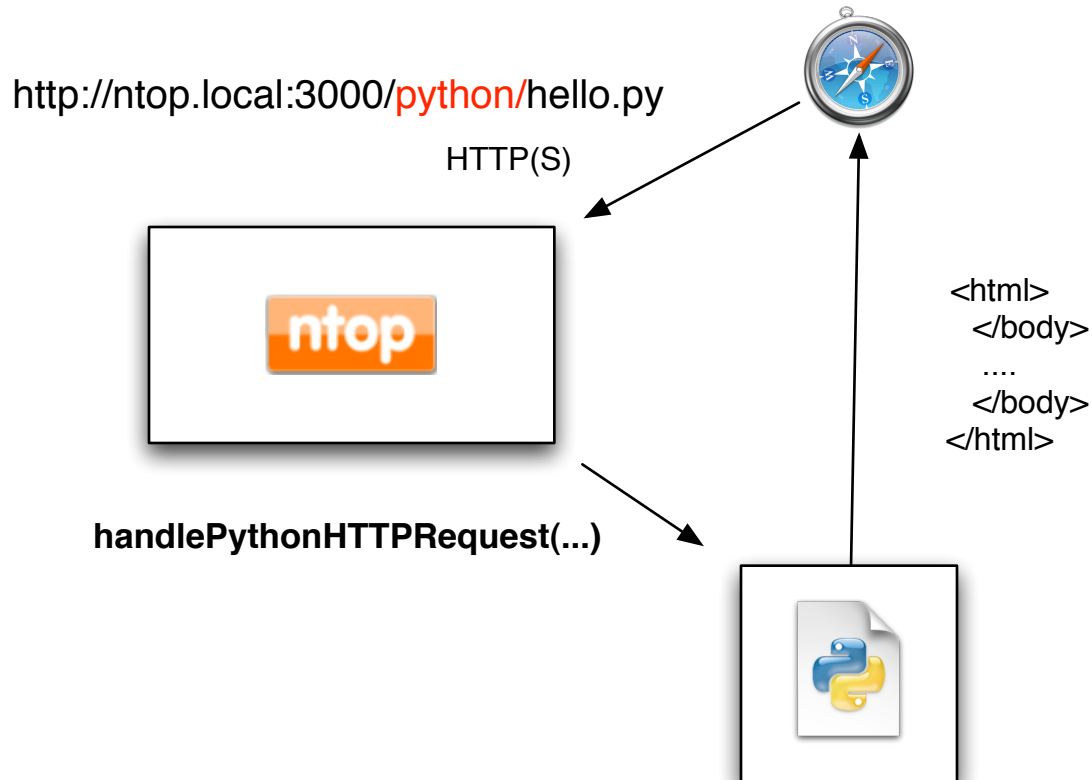 http://ntop.local:3000/python/hello.py
HTTP(S)
N
W
E
S
ntop
<html>
</body>
....
</body>
</html>
handlePythonHTTPRequest(...)